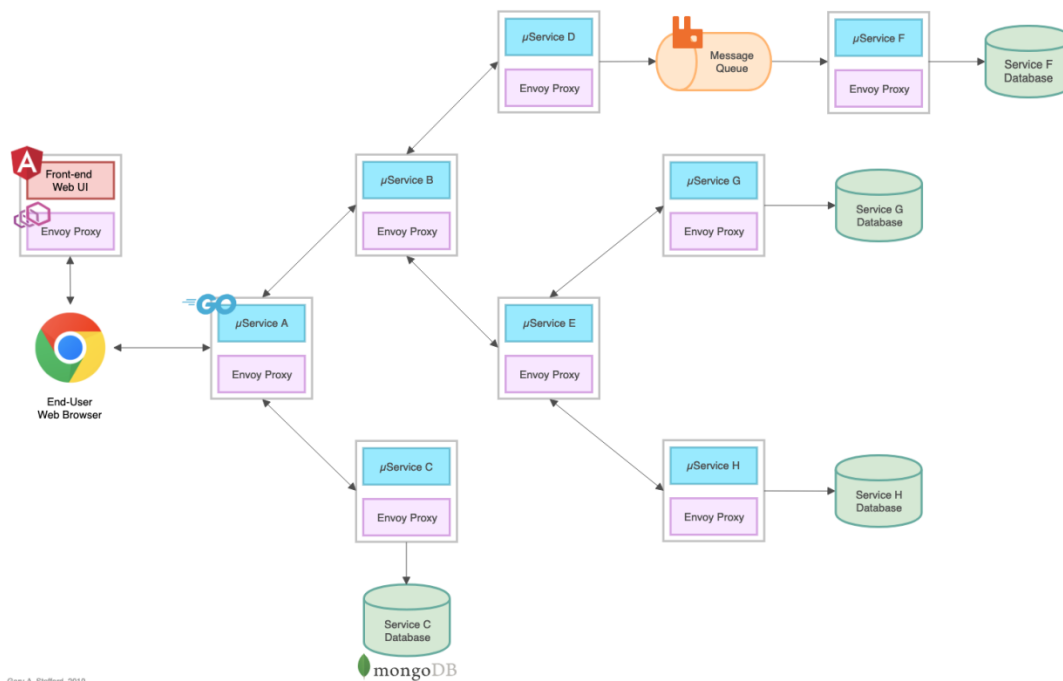 µService D
Envoy Proxy
Message
Queue
µService F
Envoy Proxy
Service F
Database
Front-end
Web UI
Envoy Proxy
µService B
Envoy Proxy
µService G
Envoy Proxy
Service G
Database
GO
µService A
Envoy Proxy
End-User
Web Browser
µService E
Envoy Proxy
µService C
Envoy Proxy
µService H
Envoy Proxy
Service H
Database
Service C
Database
mongoDB